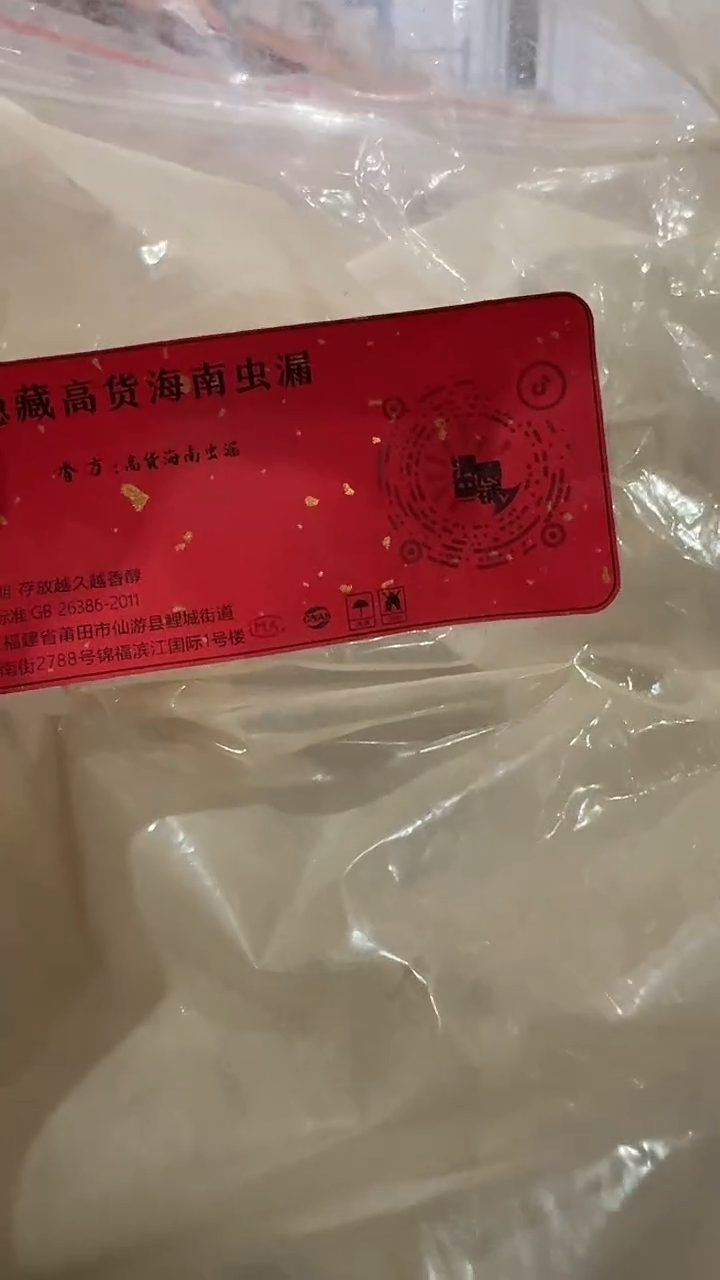 藏高货海南虫漏
香方:高货海南虫漏
存放越久越香醇
标准 GB 26386-2011
福建省莆田市仙游县鲤城街道
南街2788号锦福滨江国际1号楼